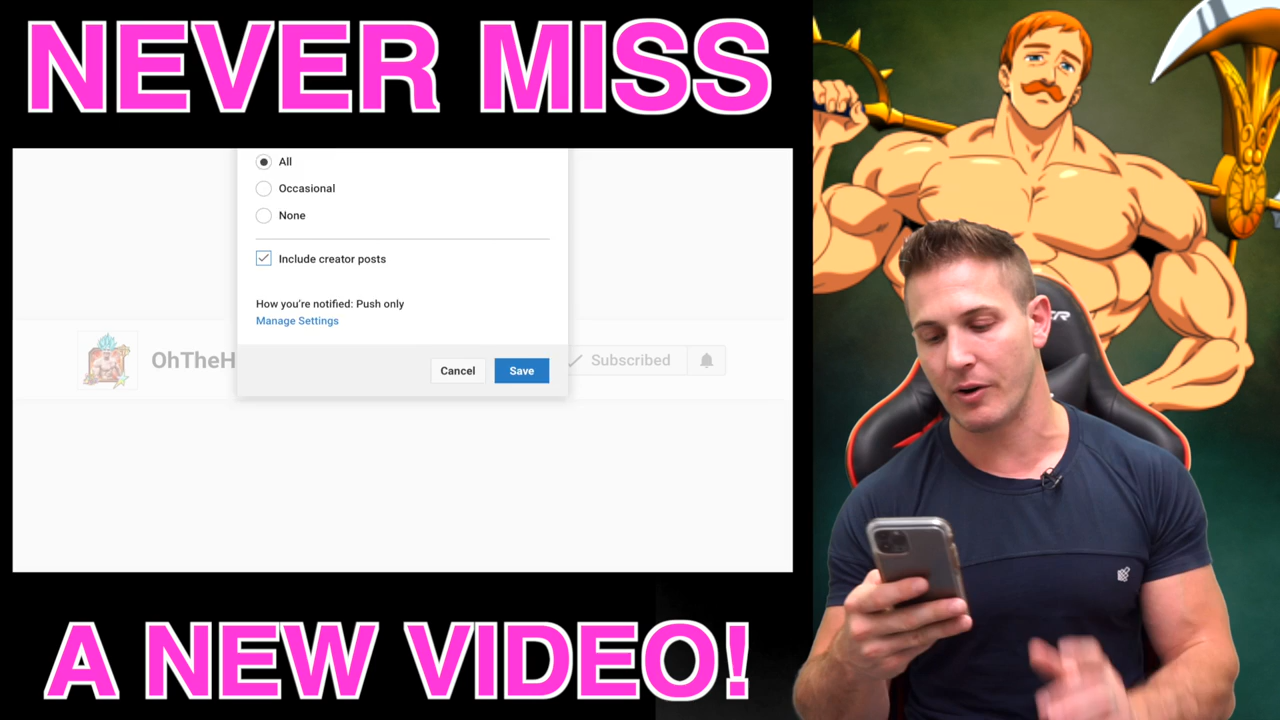 NEVER MISS
All
Occasional
None
Include creator posts
How you're notified: Push only
Manage Settings
OhTheH
Subscribed
Cancel
Save
A NEW VIDEO!